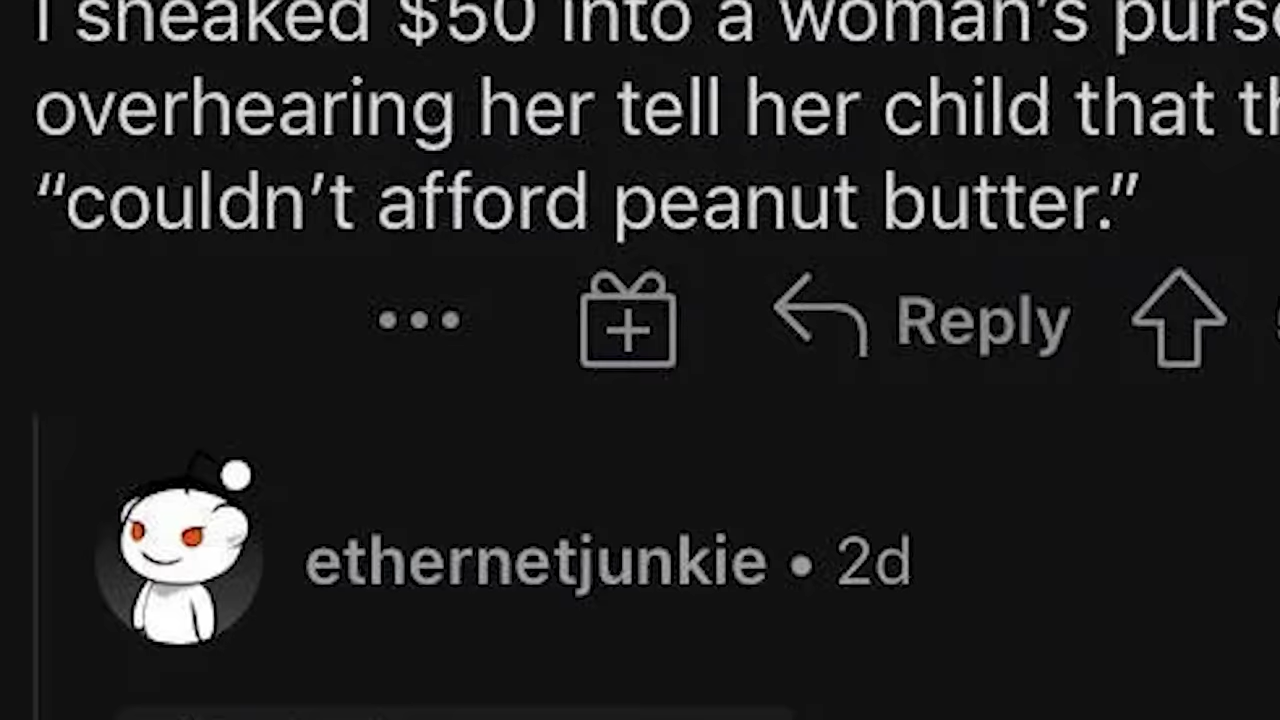 I sneaked $50 into a woman’s purse
overhearing her tell her child that
“couldn’t afford peanut butter.”
Reply
ethernetjunkie • 2d